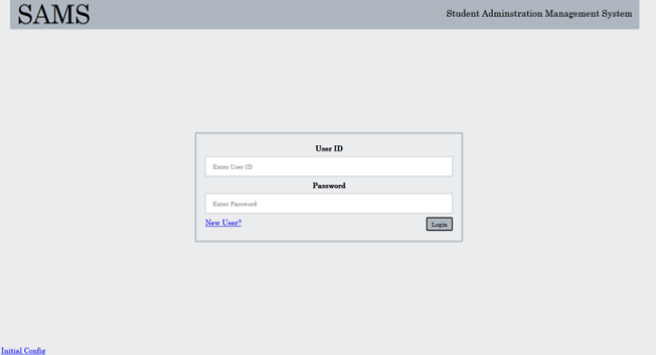 SAMS
Student Adminstration Management System
User ID
Enter User ID
Password
Enter Password
New User?
Login
Initial Config